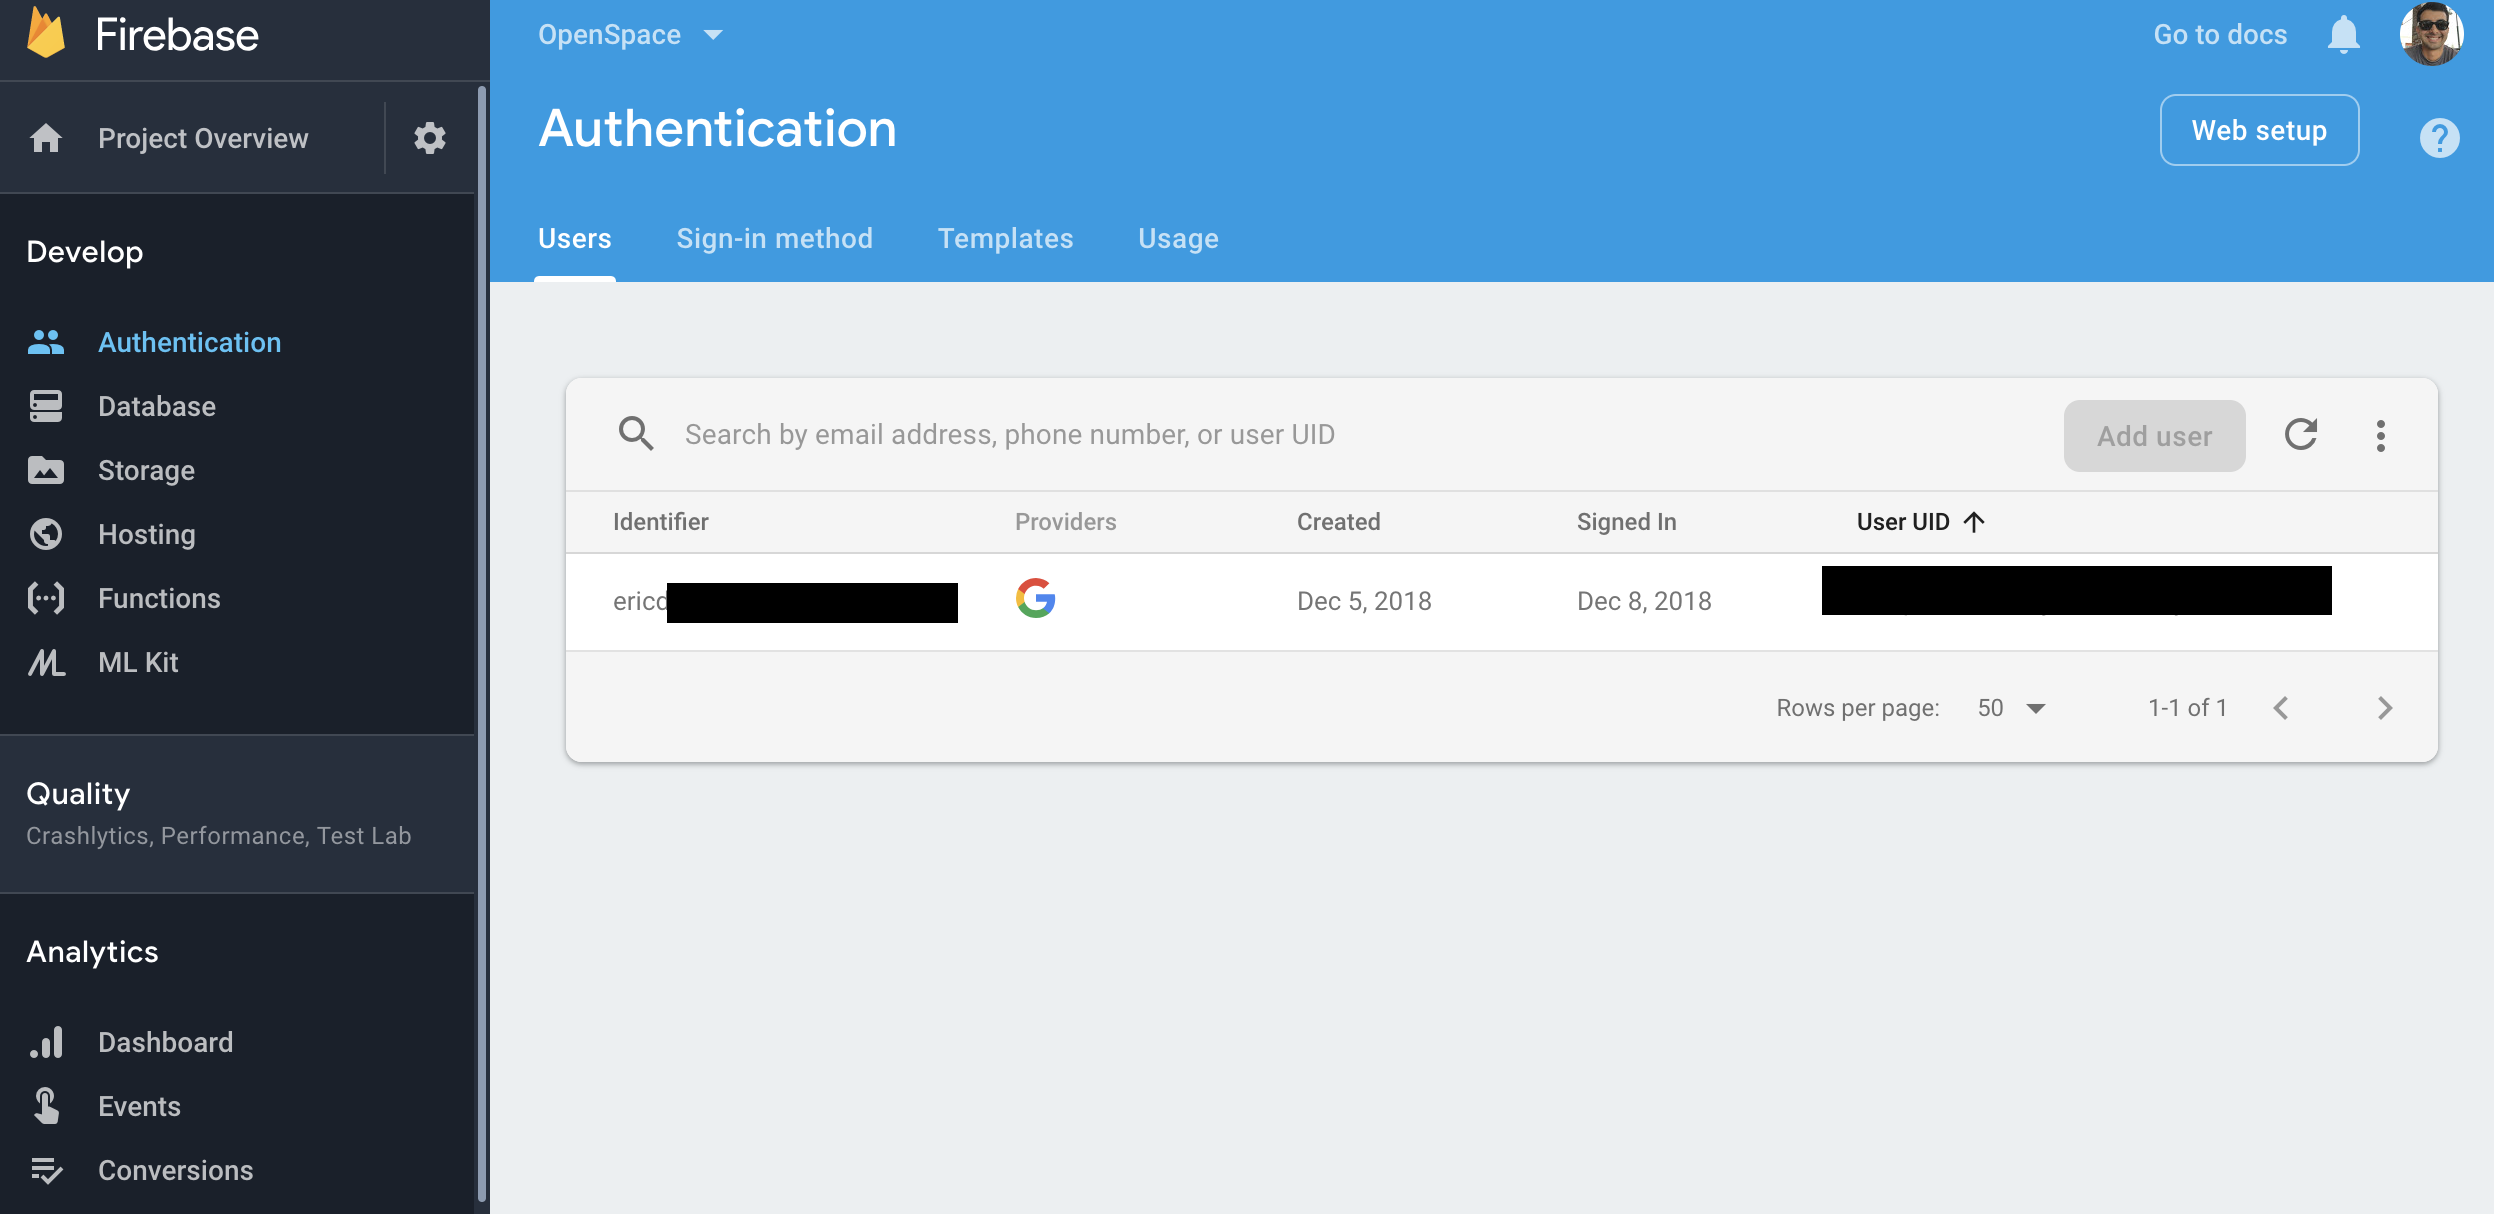 Firebase
Project Overview
Develop
Authentication
Database
Storage
Hosting
Functions
ML Kit
Quality
Crashlytics, Performance, Test Lab
Analytics
Dashboard
Events
Conversions
OpenSpace
Go to docs
Authentication
Web setup
?
Users Sign-in method Templates Usage
Search by email address, phone number, or user UID
Add user
Identifier Providers Created Signed In User UID
ericd Dec 5, 2018 Dec 8, 2018
Rows per page: 50 1-1 of 1